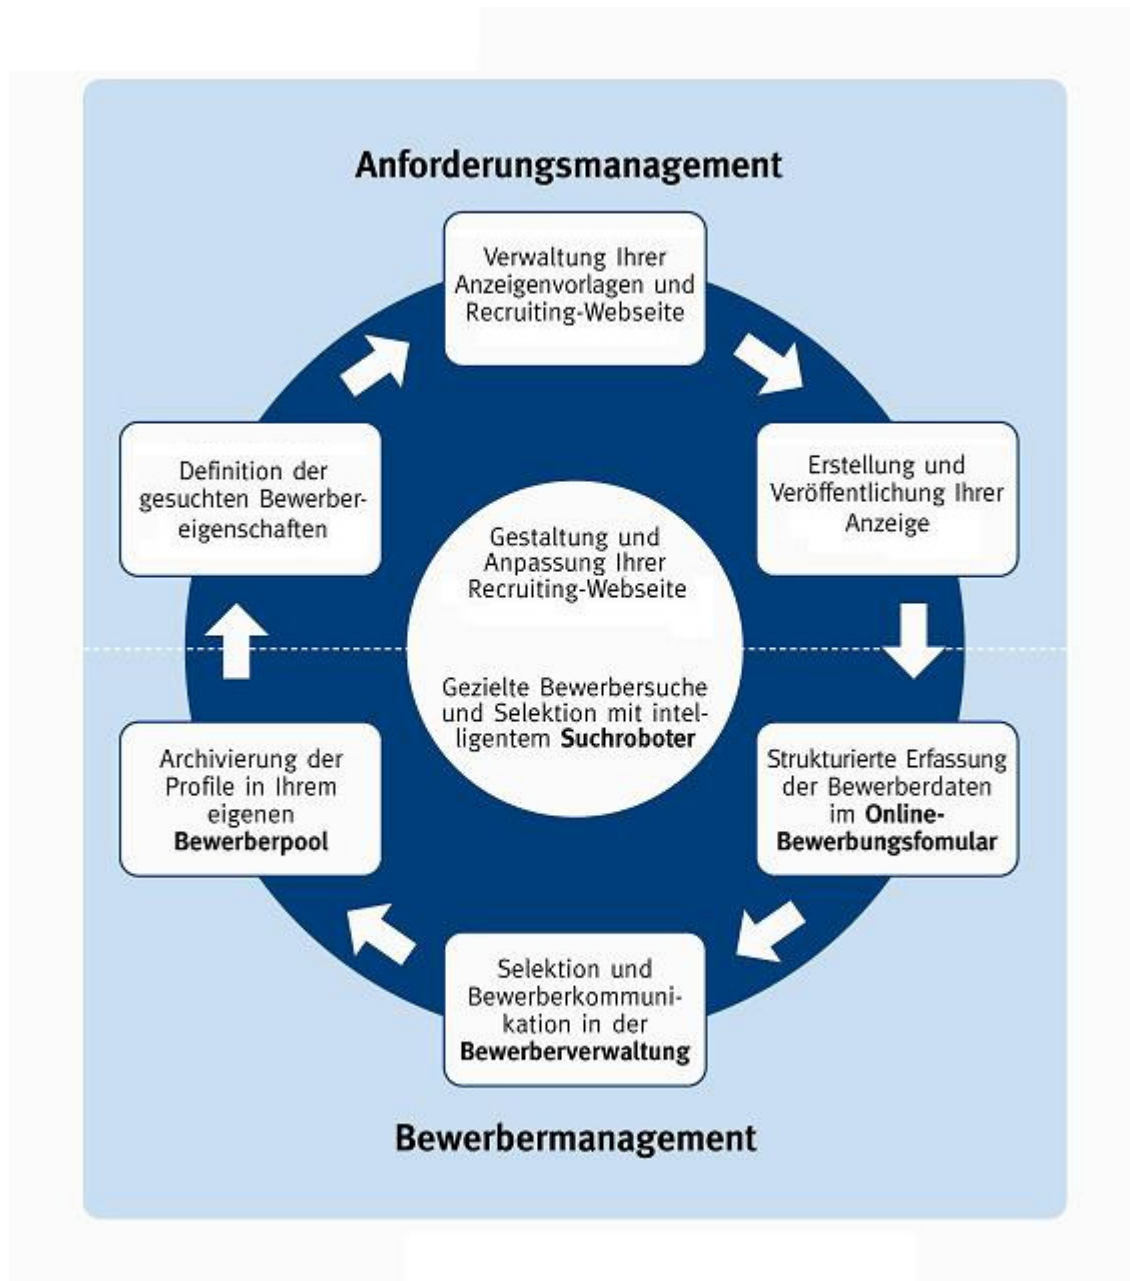 Anforderungsmanagement
Verwaltung Ihrer
Anzeigenvorlagen und
Recruiting-Webseite
Erstellung und
Veröffentlichung Ihrer
Anzeige
Definition der
gesuchten Bewerber-
eigenschaften
Gestaltung und
Anpassung Ihrer
Recruiting-Webseite
Gezielte Bewerbersuche
und Selektion mit intel-
ligentem Suchroboter
Strukturierte Erfassung
der Bewerberdaten
im Online-
Bewerbungsfomular
Archivierung der
Profile in Ihrem
eigenen
Bewerberpool
Selektion und
Bewerberkommuni-
kation in der
Bewerberverwaltung
Bewerbermanagement